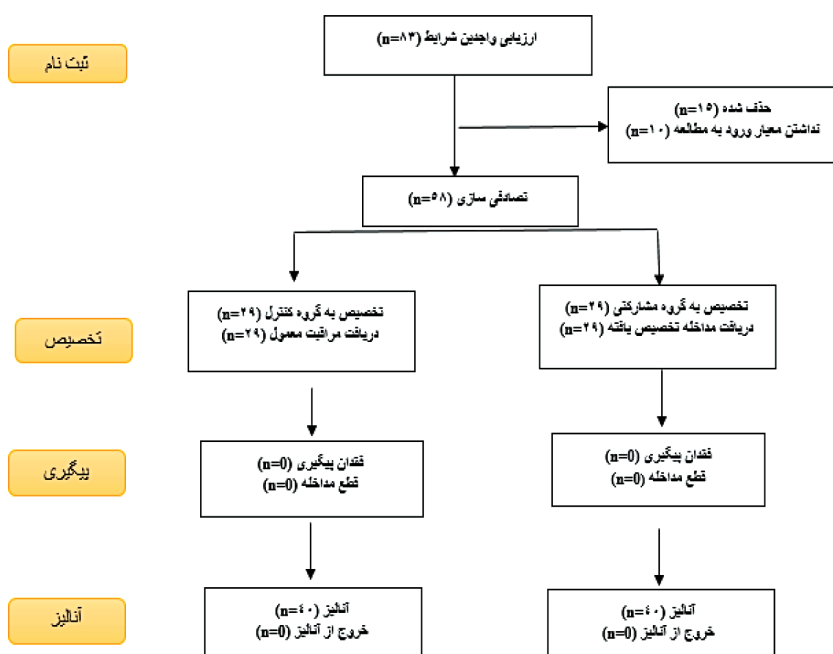 ثبت نام
ارزیابی واجدین شرایط (n=۸۳)
حذف شده (n=۱۵)
نداشتن معیار ورود به مطالعه (n=۱۰)
تصادفی سازی (n=۵۸)
تخصیص
تخصیص به گروه مشارکتی (n=۲۹)
دریافت مداخله تخصیص یافته (n=۲۹)
تخصیص به گروه کنترل (n=۲۹)
دریافت مراقبت معمول (n=۲۹)
پیگیری
فقدان پیگیری (n=0)
قطع مداخله (n=0)
فقدان پیگیری (n=0)
قطع مداخله (n=0)
آنالیز
آنالیز (n=٤٠)
خروج از آنالیز (n=0)
آنالیز (n=٤٠)
خروج از آنالیز (n=0)